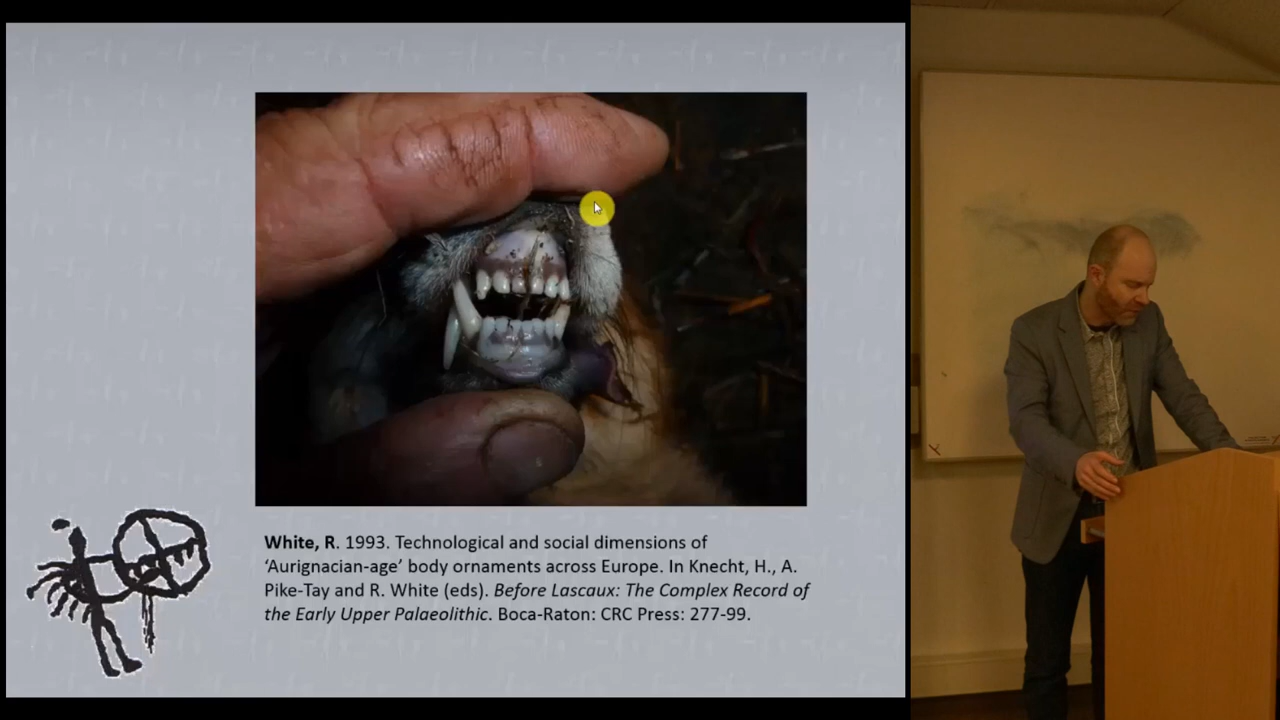 White, R. 1993. Technological and social dimensions of
‘Aurignacian-age’ body ornaments across Europe. In Knecht, H., A.
Pike-Tay and R. White (eds). Before Lascaux: The Complex Record of
the Early Upper Palaeolithic. Boca-Raton: CRC Press: 277-99.